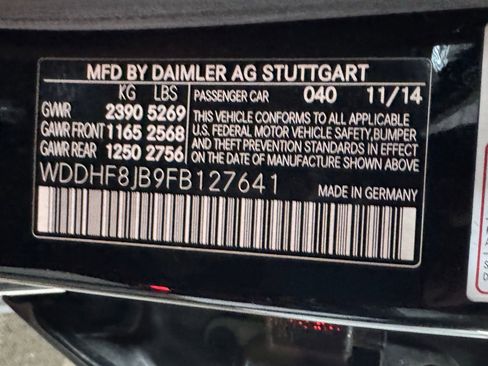 MFD BY DAIMLER AG STUTTGART
KG LBS PASSENGER CAR 040 11/14
GVWR 2390 5269 THIS VEHICLE CONFORMS TO ALL APPLICABLE
GAWR FRONT 1165 2568 U.S. FEDERAL MOTOR VEHICLE SAFETY, BUMPER
GAWR REAR 1250 2756 AND THEFT PREVENTION STANDARDS IN EFFECT
ON THE DATE OF MANUFACTURE SHOWN ABOVE.
WDDHF8JB9FB127641 MADE IN GERMANY